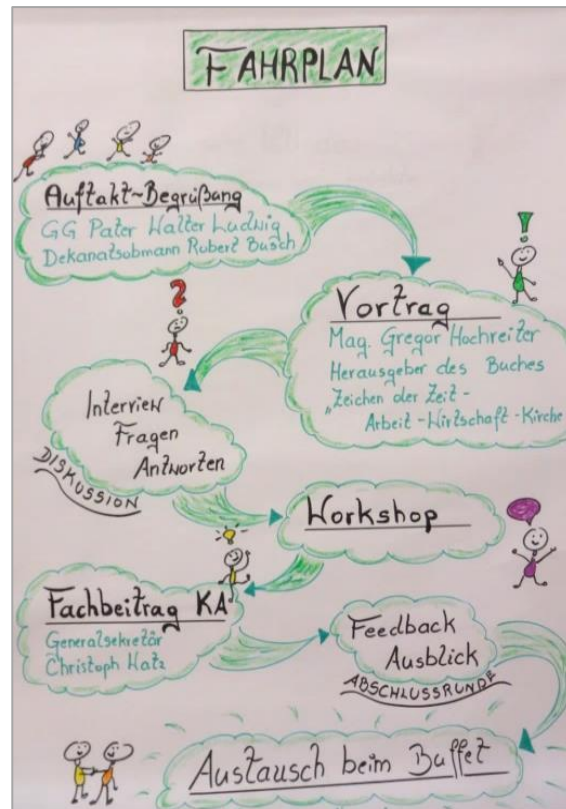 FAHRPLAN
Auftakt-Begrüßung
GG Pater Walter Ludwig
Dekanatsobmann Robert Busch
Vortrag
Mag. Gregor Hochreiter
Herausgeber des Buches
"Zeichen der Zeit -
Arbeit - Wirtschaft - Kirche
Interview
Fragen
Antworten
DISKUSSION
Workshop
Fachbeitrag KA
Generalsekretär
Christoph Watz
Feedback
Ausblick
ABSCHLUSSRUNDE
Austausch beim Buffet